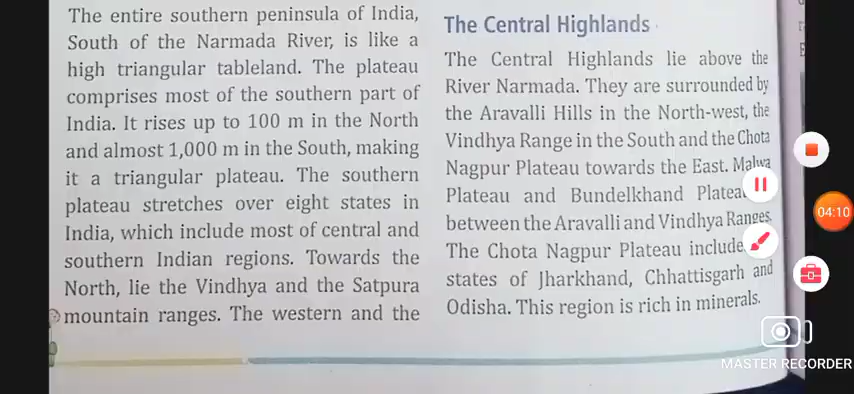 The entire southern peninsula of India,
South of the Narmada River, is like a
high triangular tableland. The plateau
comprises most of the southern part of
India. It rises up to 100 m in the North
and almost 1,000 m in the South, making
it a triangular plateau. The southern
plateau stretches over eight states in
India, which include most of central and
southern Indian regions. Towards the
North, lie the Vindhya and the Satpura
mountain ranges. The western and the
The Central Highlands
The Central Highlands lie above the
River Narmada. They are surrounded by
the Aravalli Hills in the North-west, the
Vindhya Range in the South and the Chota
Nagpur Plateau towards the East. Malwa
Plateau and Bundelkhand
between the Aravalli and Vindhya Ranges.
The Chota Nagpur Plateau
states of Jharkhand, Chhattisgarh and
Odisha. This region is rich in minerals.
04:10
MASTER RECORDER